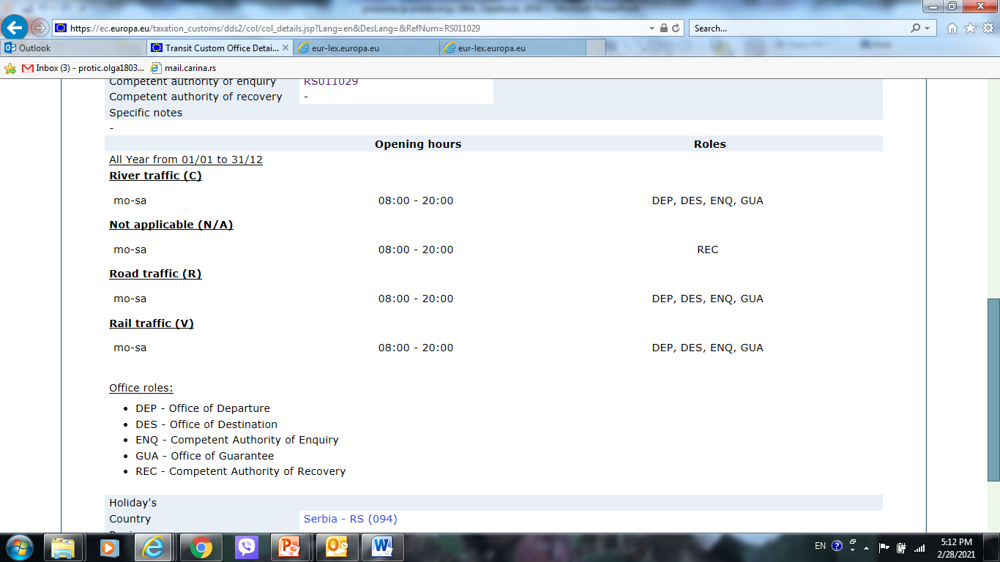 https://ec.europa.eu/taxation_customs/dds2/col/col_details.jsp?Lang=en&DesLang=&RefNum=RS011029
Search...
Outlook
Transit Custom Office Detai...
eur-lex.europa.eu
eur-lex.europa.eu
Inbox (3) - protic.olga1803...
mail.carina.rs
Competent authority of enquiry RS011029
Competent authority of recovery -
Specific notes
-
Opening hours Roles
All Year from 01/01 to 31/12
River traffic (C)
mo-sa 08:00 - 20:00 DEP, DES, ENQ, GUA
Not applicable (N/A)
mo-sa 08:00 - 20:00 REC
Road traffic (R)
mo-sa 08:00 - 20:00 DEP, DES, ENQ, GUA
Rail traffic (V)
mo-sa 08:00 - 20:00 DEP, DES, ENQ, GUA
Office roles:
• DEP - Office of Departure
• DES - Office of Destination
• ENQ - Competent Authority of Enquiry
• GUA - Office of Guarantee
• REC - Competent Authority of Recovery
Holiday's
Country Serbia - RS (094)
EN
5:12 PM
2/28/2021